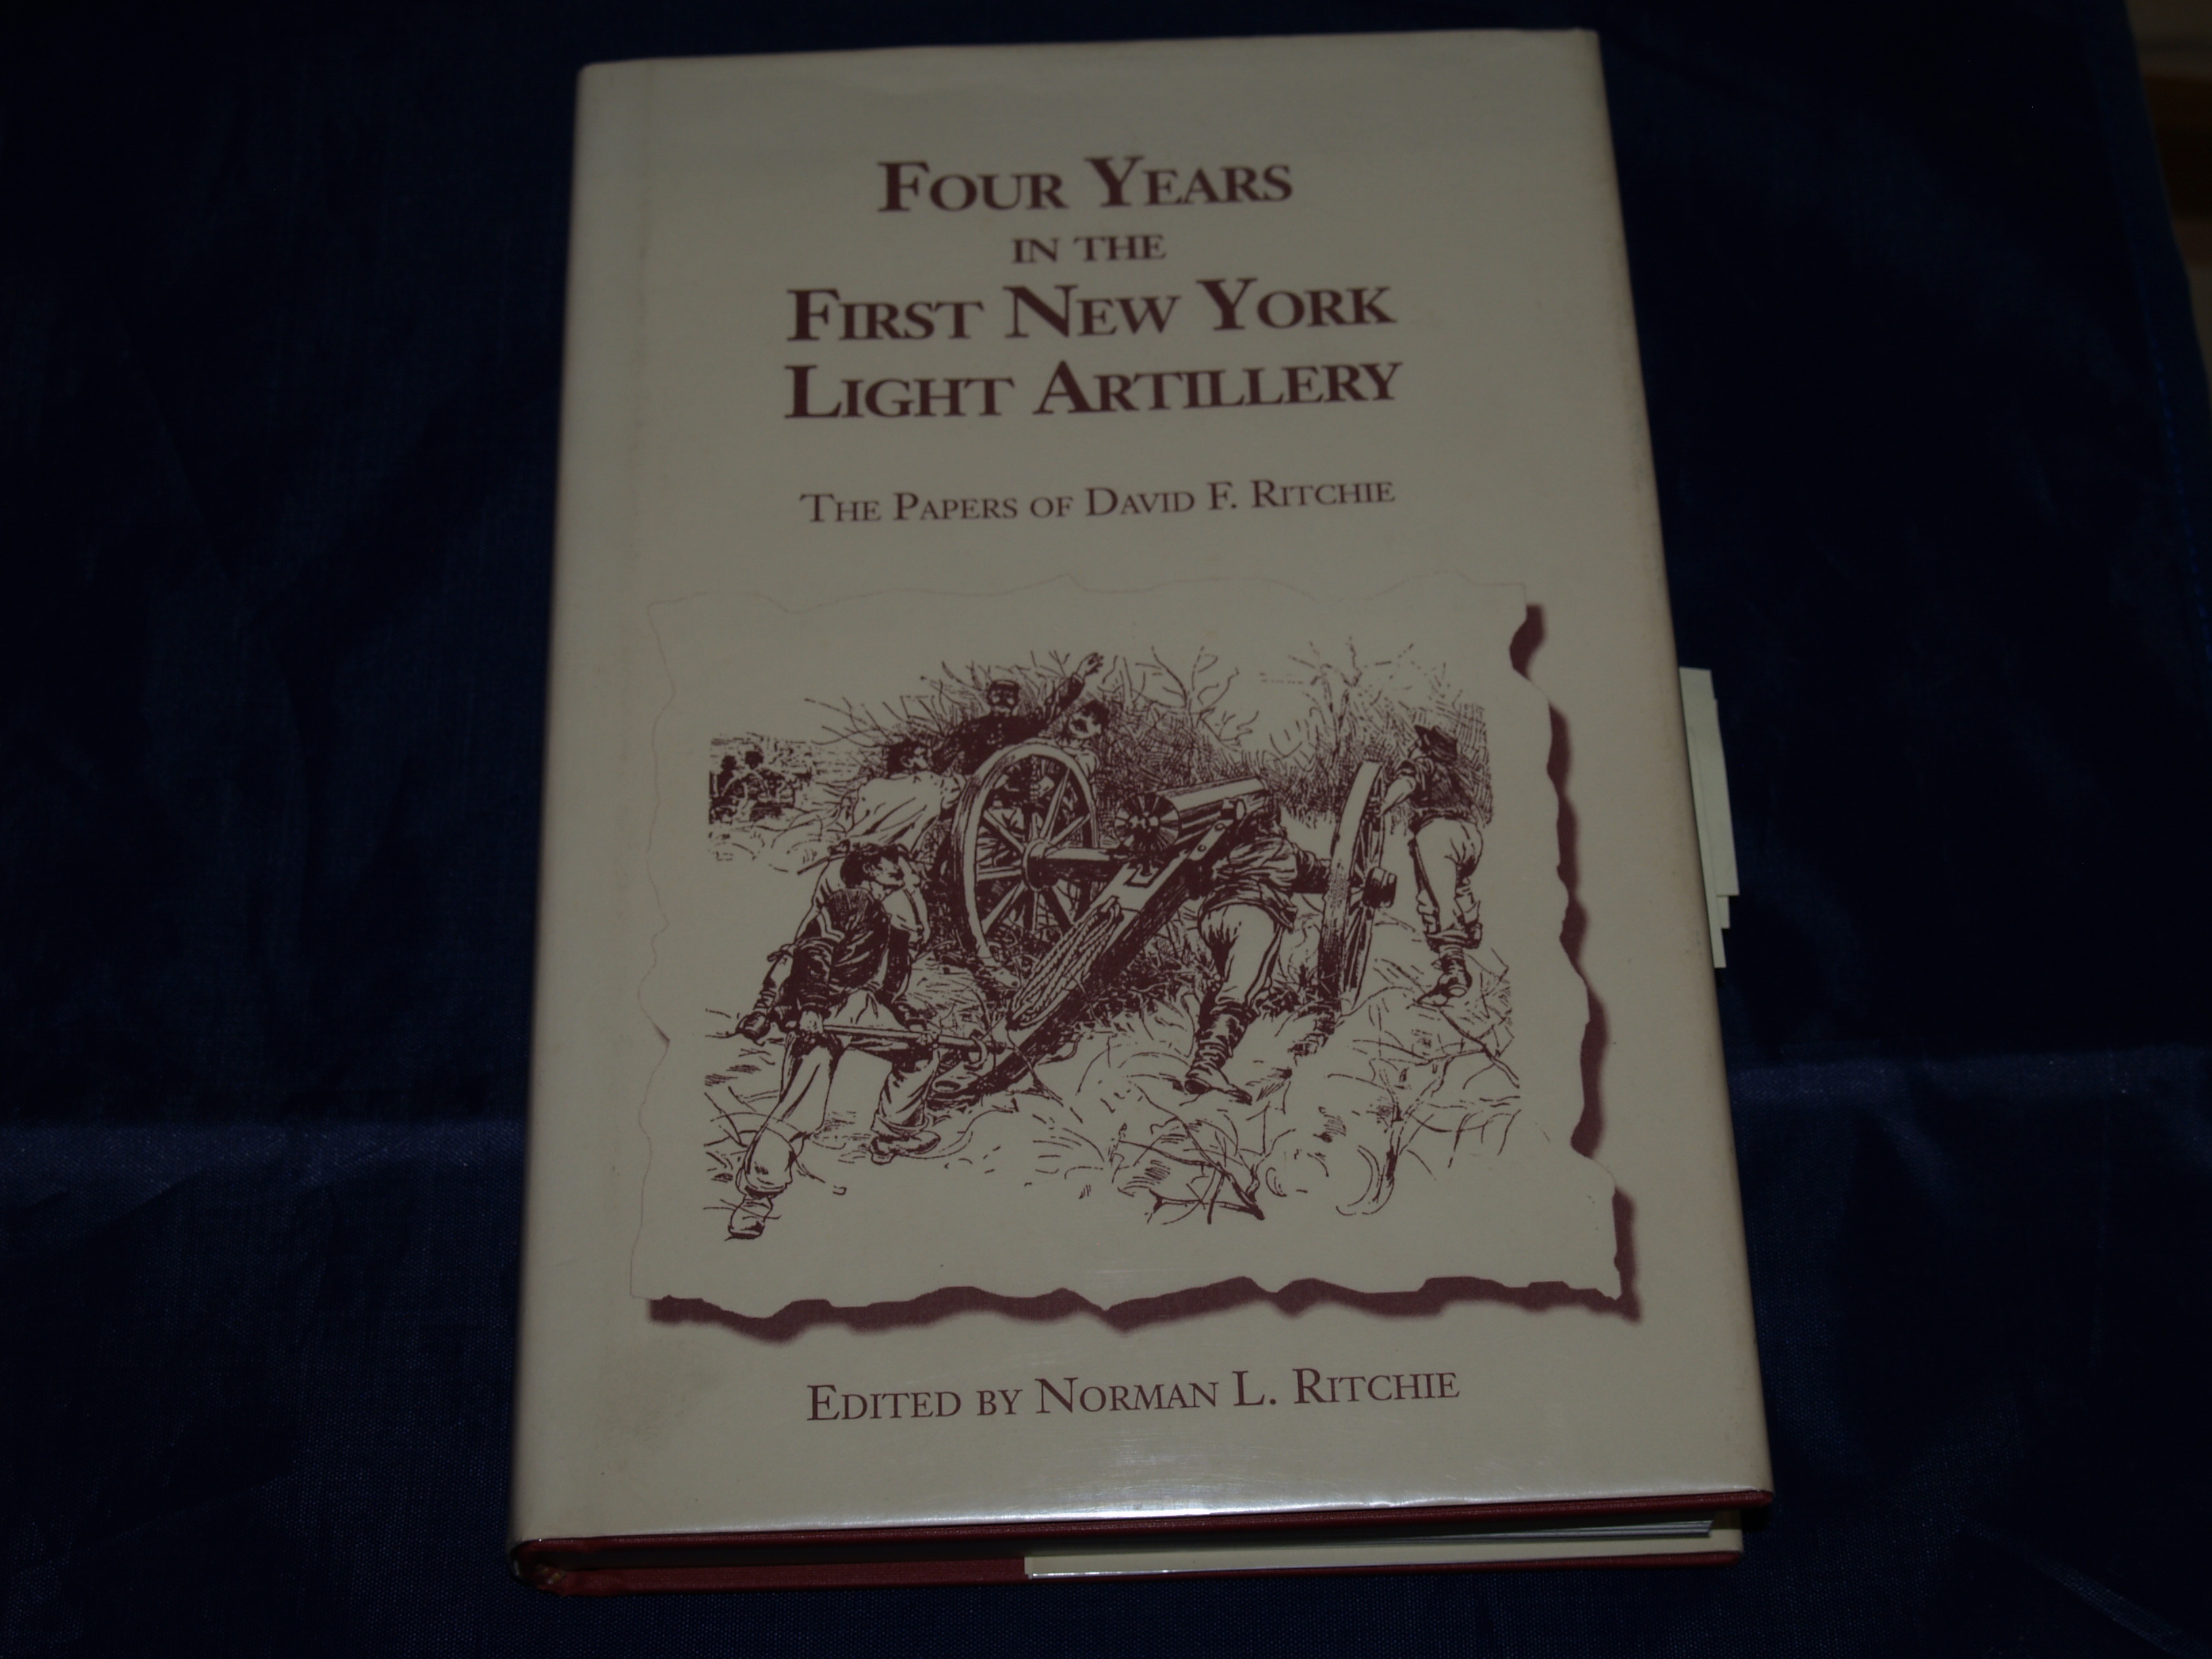 FOUR YEARS
IN THE
FIRST NEW YORK
LIGHT ARTILLERY
THE PAPERS OF DAVID F. RITCHIE
EDITED BY NORMAN L. RITCHIE